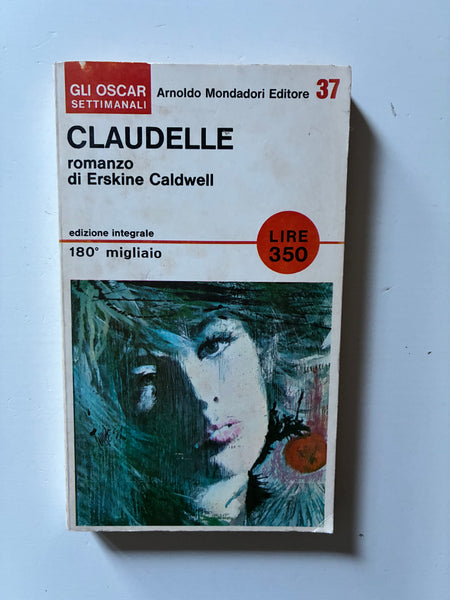 GLI OSCAR
SETTIMANALI
Arnoldo Mondadori Editore 37
CLAUDELLE
romanzo
di Erskine Caldwell
edizione integrale
180° migliaio
LIRE
350